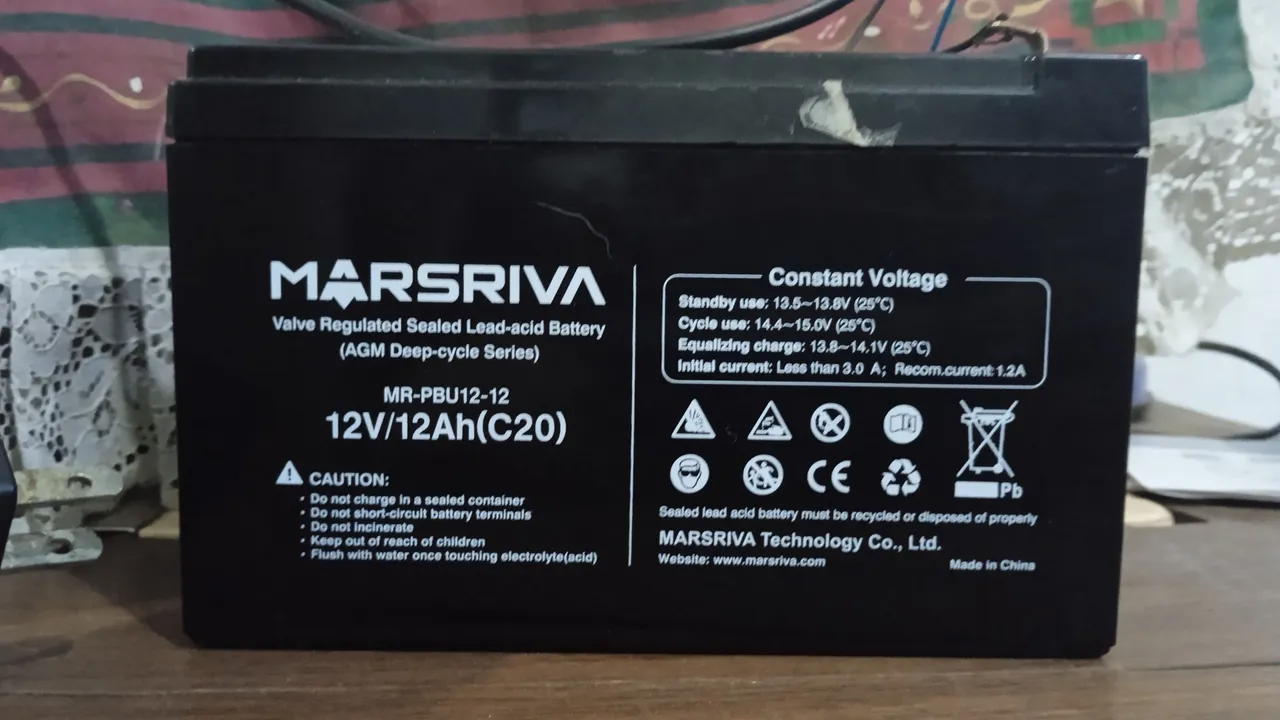 MARSRIVA
Valve Regulated Sealed Lead-acid Battery
(AGM Deep-cycle Series)
MR-PBU12-12
12V/12Ah(C20)
CAUTION:
• Do not charge in a sealed container
• Do not short-circuit battery terminals
• Do not incinerate
• Keep out of reach of children
• Flush with water once touching electrolyte(acid)
Constant Voltage
Standby use: 13.5~13.8V (25°C)
Cycle use: 14.4~15.0V (25°C)
Equalizing charge: 13.8~14.1V (25°C)
Initial current: Less than 3.0 A; Recom.current:1.2A
CE
Pb
Sealed lead acid battery must be recycled or disposed of properly
MARSRIVA Technology Co., Ltd.
Website: www.marsriva.com
Made in China